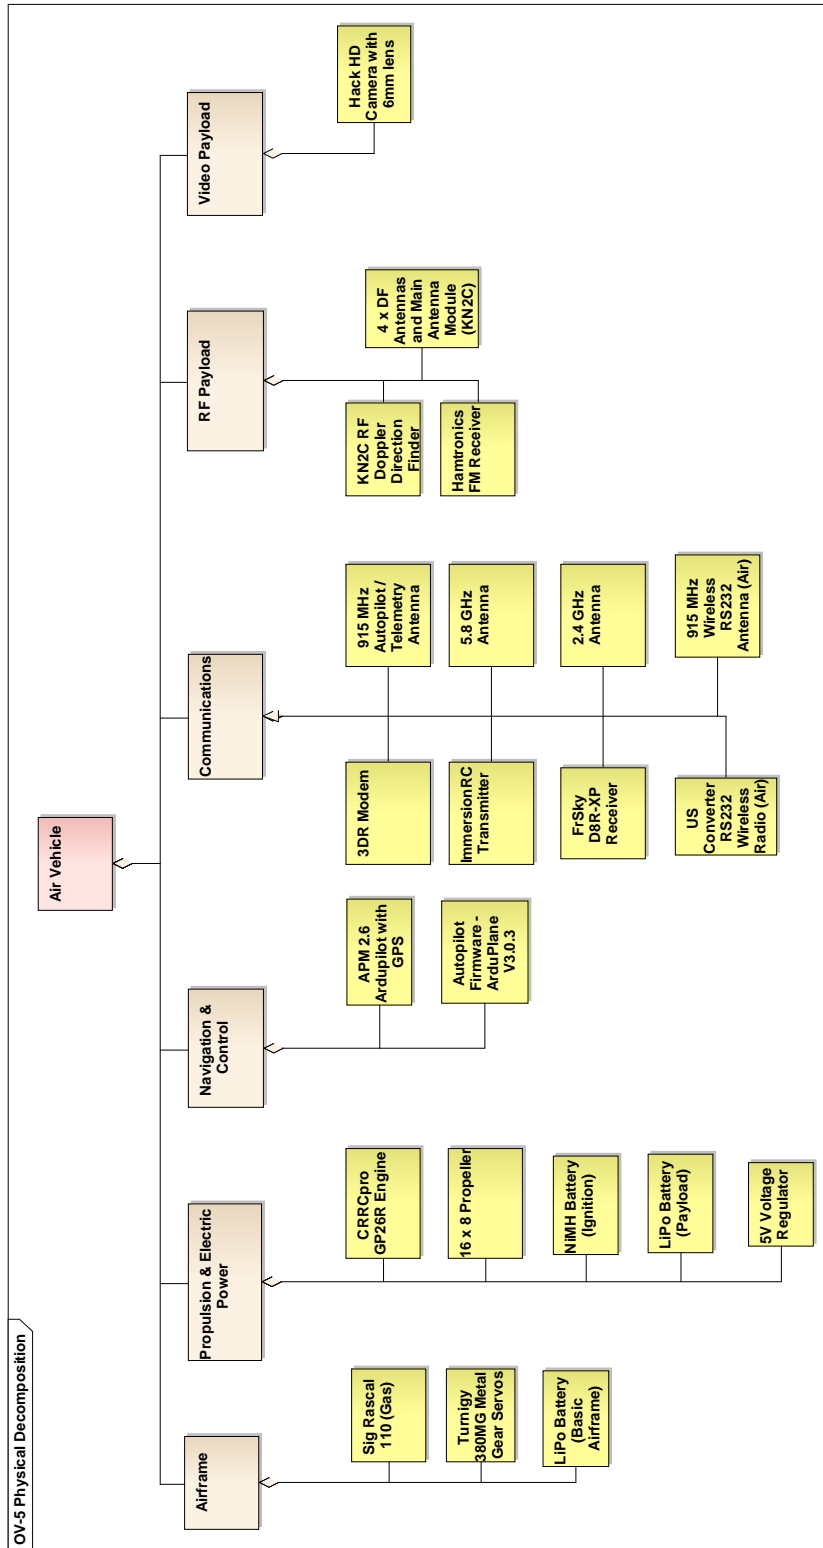 OV-5 Physical Decomposition
Air Vehicle
Airframe
Propulsion & Electric
Power
Navigation &
Control
Communications
RF Payload
Video Payload
Sig Rascal
110 (Gas)
Turnigy
380MG Metal
Gear Servos
LiPo Battery
(Basic
Airframe)
CRRCpro
GP26R Engine
16 x 8 Propeller
NiMH Battery
(Ignition)
LiPo Battery
(Payload)
5V Voltage
Regulator
APM 2.6
Ardupilot with
GPS
Autopilot
Firmware -
ArduPlane
V3.0.3
3DR Modem
915 MHz
Autopilot /
Telemetry
Antenna
ImmersionRC
Transmitter
5.8 GHz
Antenna
FrSky
D8R-XP
Receiver
2.4 GHz
Antenna
US
Converter
RS232
Wireless
Radio (Air)
915 MHz
Wireless
RS232
Antenna (Air)
KN2C RF
Doppler
Direction
Finder
4 x DF
Antennas
and Main
Antenna
Module
(KN2C)
Hamtronics
FM Receiver
Hack HD
Camera with
6mm lens